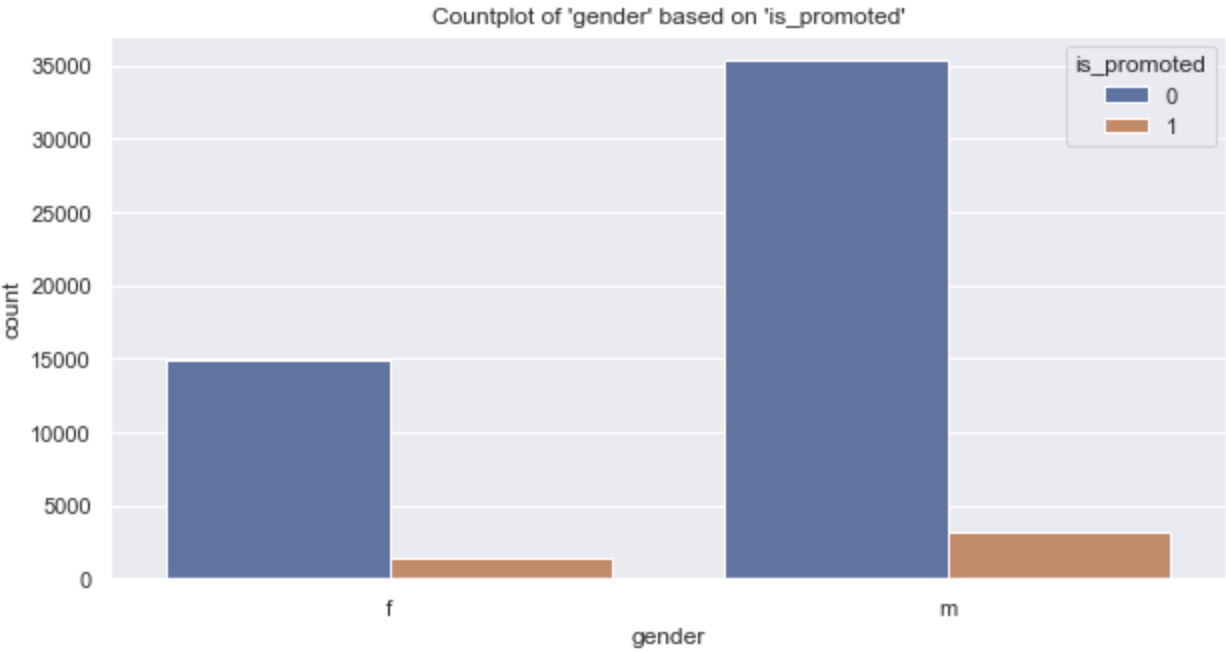 Countplot of 'gender' based on 'is_promoted'
is_promoted
0
1
35000
30000
25000
20000
15000
10000
5000
0
count
f
m
gender